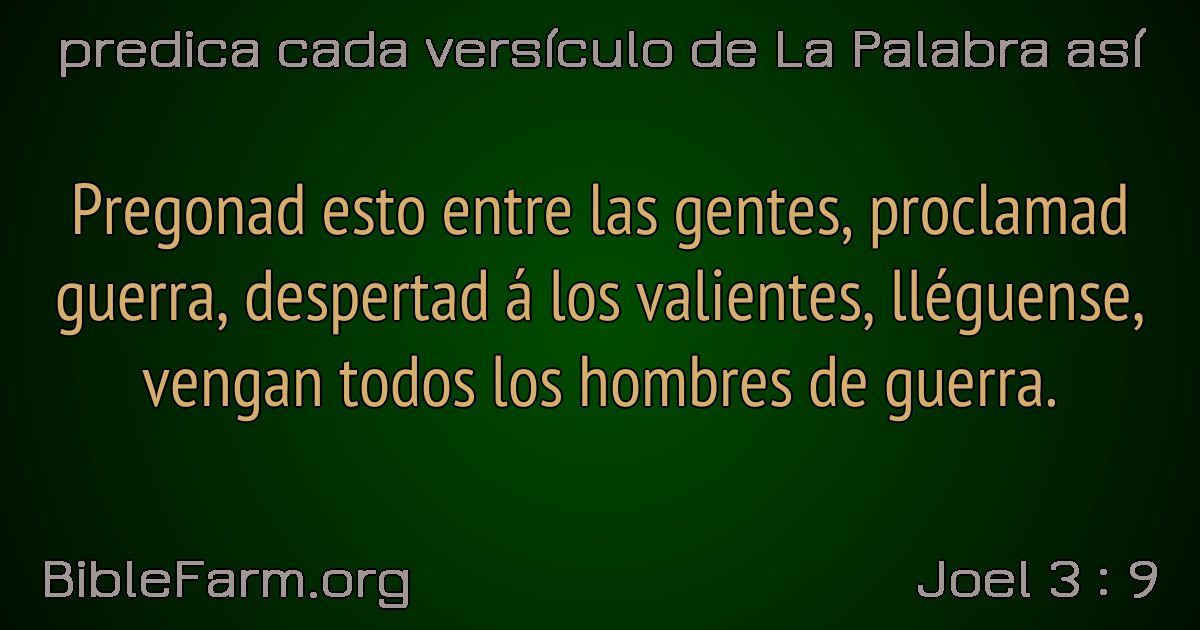 predica cada versículo de La Palabra así
Pregonad esto entre las gentes, proclamad
guerra, despertad á los valientes, lléguense,
vengan todos los hombres de guerra.
BibleFarm.org
Joel 3 : 9